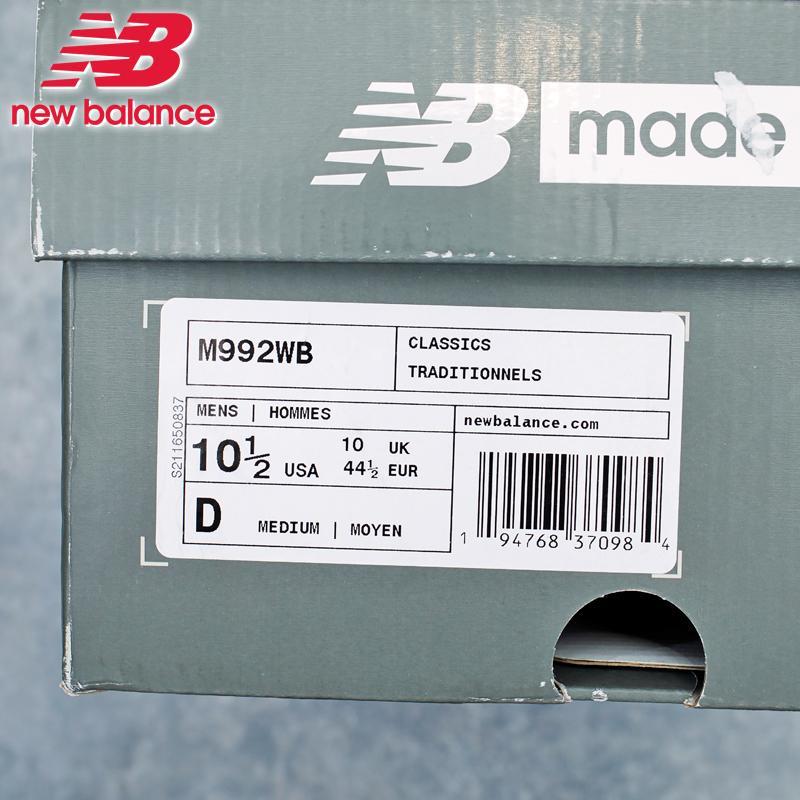 NB
new balance
NB made
M992WB
CLASSICS
TRADITIONNELS
MENS | HOMMES
newbalance.com
10½ USA
10 UK
44½ EUR
D MEDIUM | MOYEN
S211650837
1 94768 37098 4